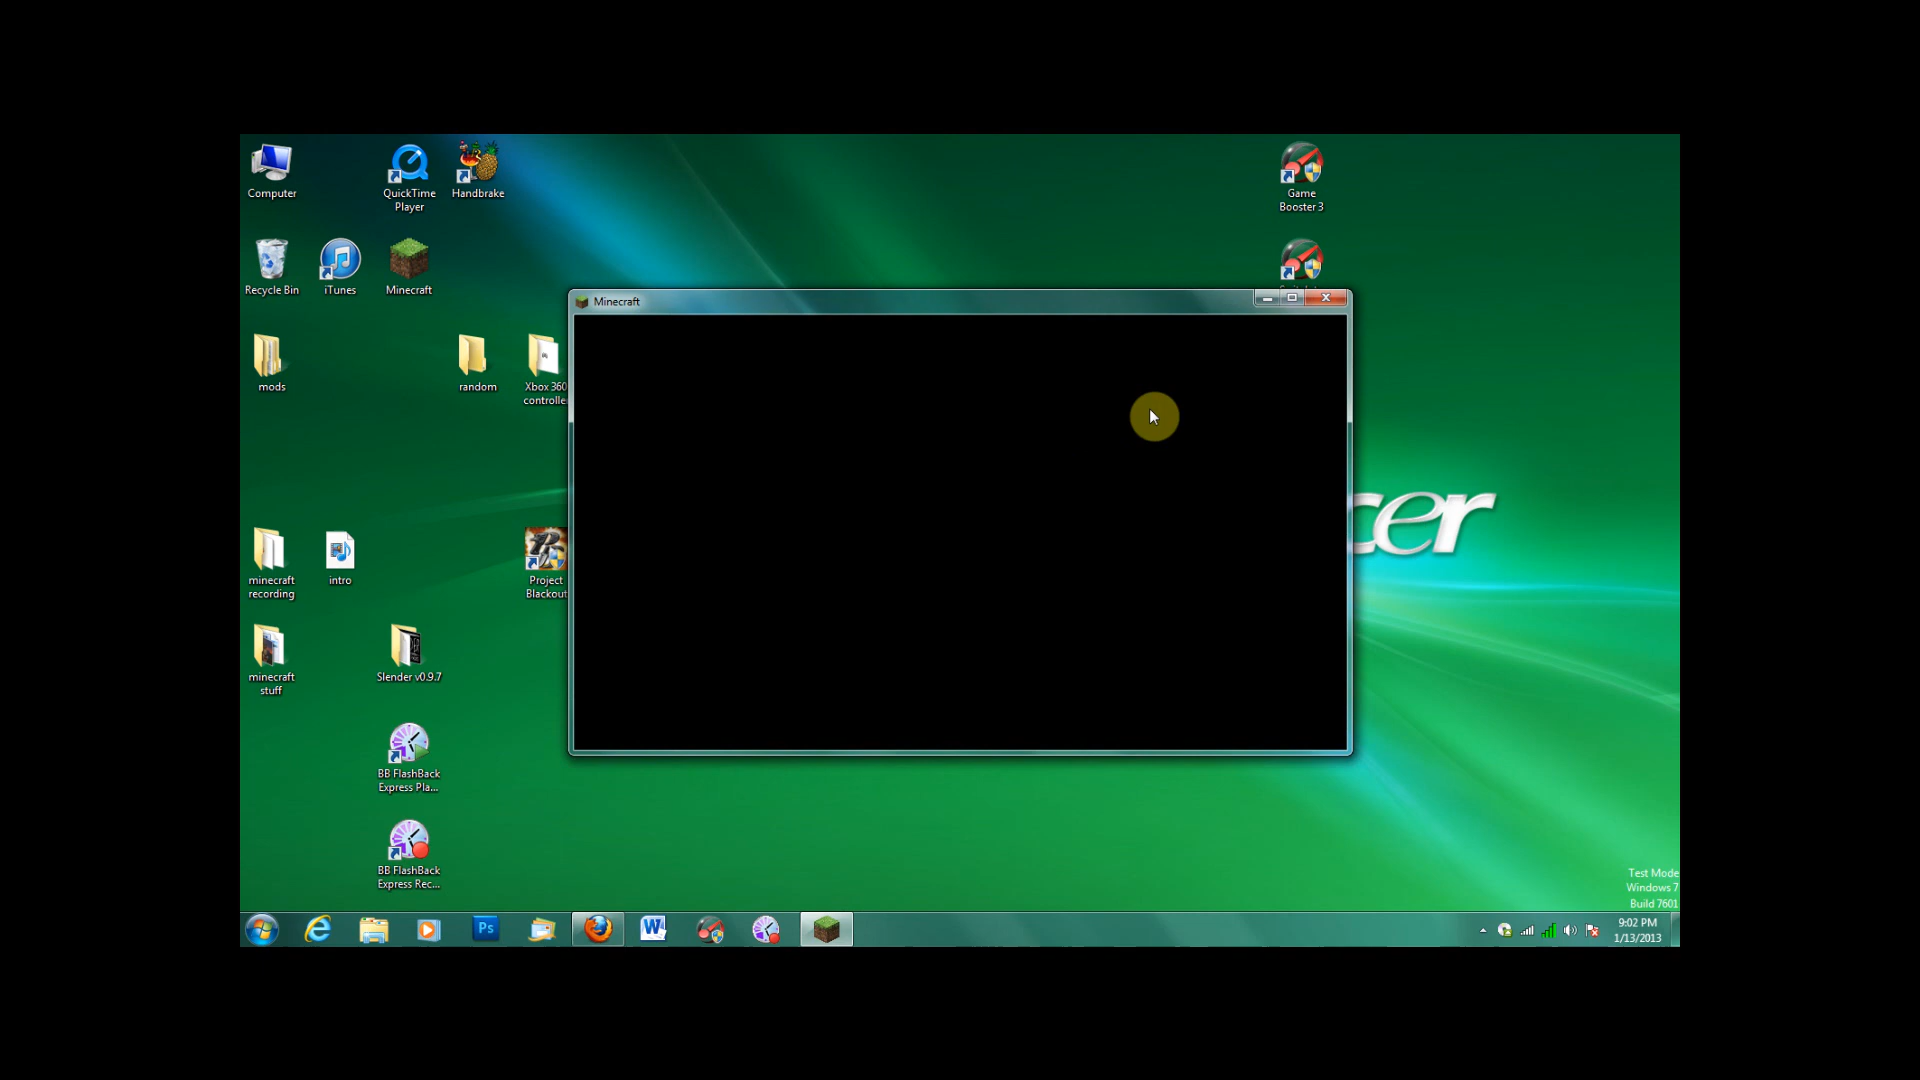 Computer
QuickTime
Player
Handbrake
Game
Booster 3
Recycle Bin
iTunes
Minecraft
Minecraft
mods
random
Xbox 360
controlle
cer
minecraft
recording
intro
Project
Blackout
minecraft
stuff
Slender v0.9.7
BB FlashBack
Express Pla...
BB FlashBack
Express Rec...
Test Mode
Windows 7
Build 7601
Ps
W
9:02 PM
1/13/2013